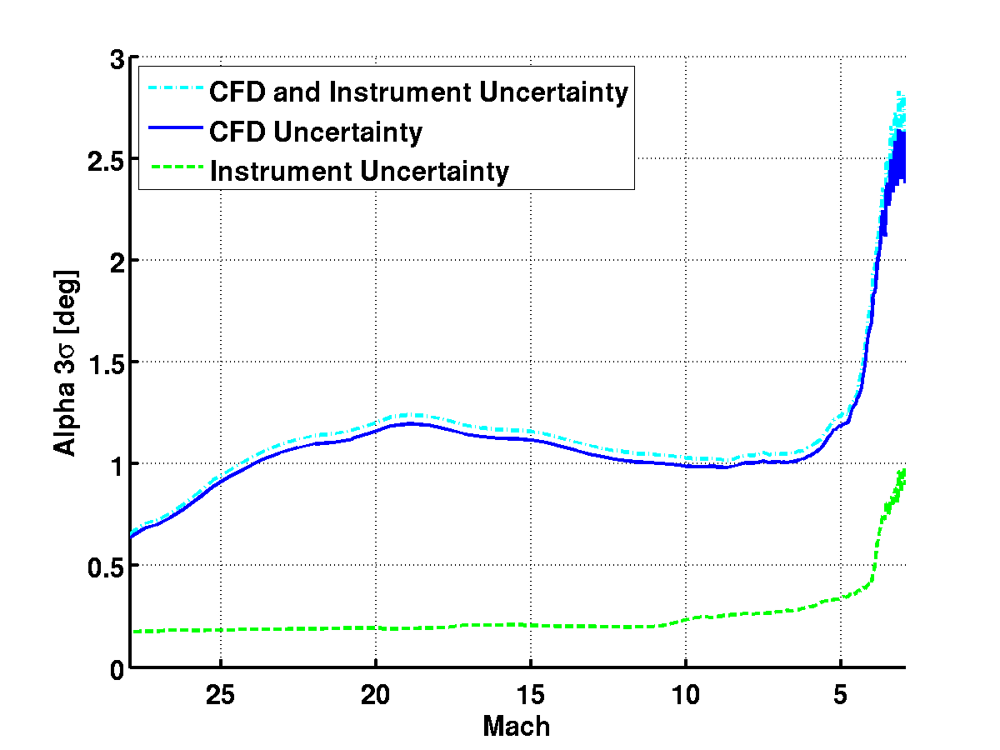 3
CFD and Instrument Uncertainty
CFD Uncertainty
Instrument Uncertainty
2.5
2
1.5
1
0.5
0
Alpha 3σ [deg]
25 20 15 10 5
Mach